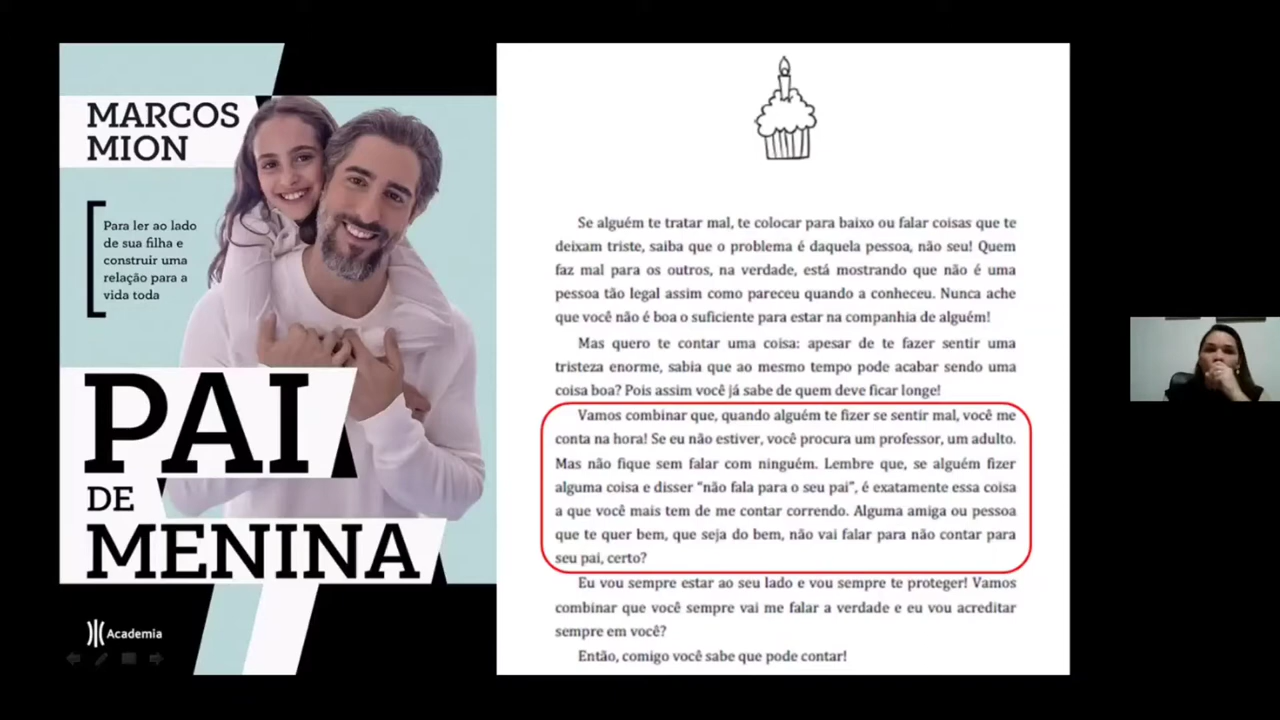 MARCOS
MION
Para ler ao lado
de sua filha e
construir uma
relação para a
vida toda
PAI
DE
MENINA
Academia
Se alguém te tratar mal, te colocar para baixo ou falar coisas que te
deixam triste, saiba que o problema é daquela pessoa, não seu! Quem
faz mal para os outros, na verdade, está mostrando que não é uma
pessoa tão legal assim como pareceu quando a conheceu. Nunca ache
que você não é boa o suficiente para estar na companhia de alguém!
Mas quero te contar uma coisa: apesar de te fazer sentir uma
tristeza enorme, sabia que ao mesmo tempo pode acabar sendo uma
coisa boa? Pois assim você já sabe de quem deve ficar longe!
Vamos combinar que, quando alguém te fizer se sentir mal, você me
conta na hora! Se eu não estiver, você procura um professor, um adulto.
Mas não fique sem falar com ninguém. Lembre que, se alguém fizer
alguma coisa e disser “não fala para o seu pai”, é exatamente essa coisa
a que você mais tem de me contar correndo. Alguma amiga ou pessoa
que te quer bem, que seja do bem, não vai falar para não contar para
seu pai, certo?
Eu vou sempre estar ao seu lado e vou sempre te proteger! Vamos
combinar que você sempre vai me falar a verdade e eu vou acreditar
sempre em você?
Então, comigo você sabe que pode contar!